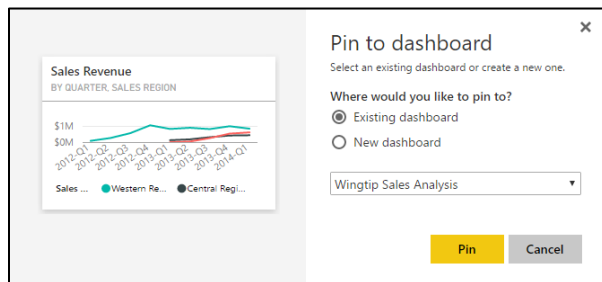 Sales Revenue
BY QUARTER, SALES REGION
$1M
$0M
2012-Q1
2012-Q2
2012-Q3
2012-Q4
2013-Q1
2013-Q2
2013-Q3
2013-Q4
2014-Q1
Sales ... Western Re... Central Regi...
Pin to dashboard
Select an existing dashboard or create a new one.
Where would you like to pin to?
Existing dashboard
New dashboard
Wingtip Sales Analysis
Pin Cancel